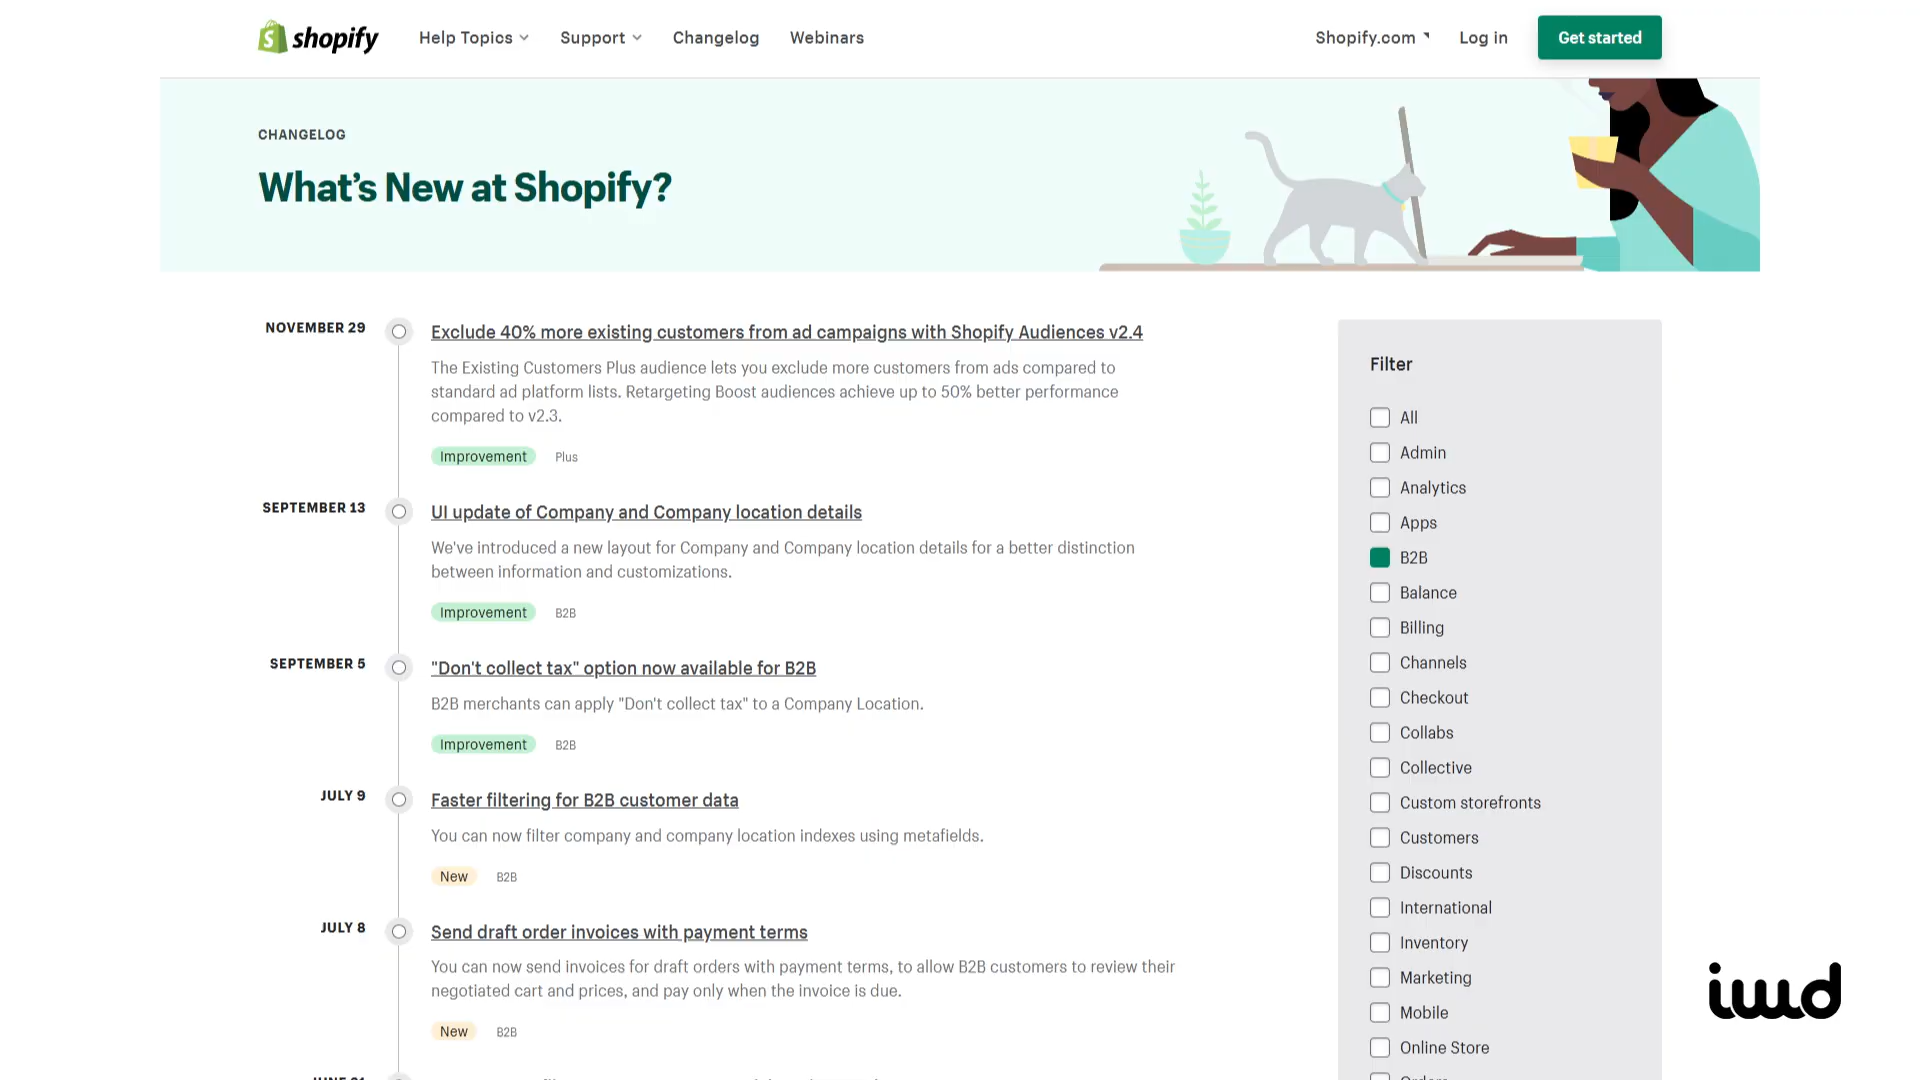 shopify
Help Topics
Support
Changelog
Webinars
Shopify.com
Log in
Get started
CHANGELOG
What's New at Shopify?
NOVEMBER 29
Exclude 40% more existing customers from ad campaigns with Shopify Audiences v2.4
The Existing Customers Plus audience lets you exclude more customers from ads compared to
standard ad platform lists. Retargeting Boost audiences achieve up to 50% better performance
compared to v2.3.
Improvement Plus
SEPTEMBER 13
UI update of Company and Company location details
We've introduced a new layout for Company and Company location details for a better distinction
between information and customizations.
Improvement B2B
SEPTEMBER 5
"Don't collect tax" option now available for B2B
B2B merchants can apply "Don't collect tax" to a Company Location.
Improvement B2B
JULY 9
Faster filtering for B2B customer data
You can now filter company and company location indexes using metafields.
New B2B
JULY 8
Send draft order invoices with payment terms
You can now send invoices for draft orders with payment terms, to allow B2B customers to review their
negotiated cart and prices, and pay only when the invoice is due.
New B2B
Filter
All
Admin
Analytics
Apps
B2B
Balance
Billing
Channels
Checkout
Collabs
Collective
Custom storefronts
Customers
Discounts
International
Inventory
Marketing
Mobile
Online Store
iwd